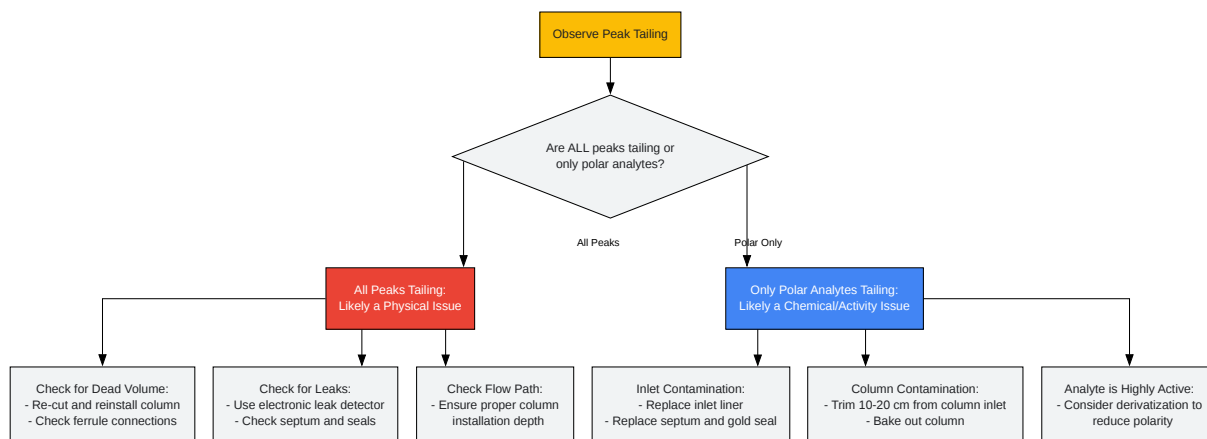 Observe Peak Tailing
Are ALL peaks tailing or
only polar analytes?
All Peaks
Polar Only
All Peaks Tailing:
Likely a Physical Issue
Only Polar Analytes Tailing:
Likely a Chemical/Activity Issue
Check for Dead Volume:
- Re-cut and reinstall column
- Check ferrule connections
Check for Leaks:
- Use electronic leak detector
- Check septum and seals
Check Flow Path:
- Ensure proper column
installation depth
Inlet Contamination:
- Replace inlet liner
- Replace septum and gold seal
Column Contamination:
- Trim 10-20 cm from column inlet
- Bake out column
Analyte is Highly Active:
- Consider derivatization to
reduce polarity